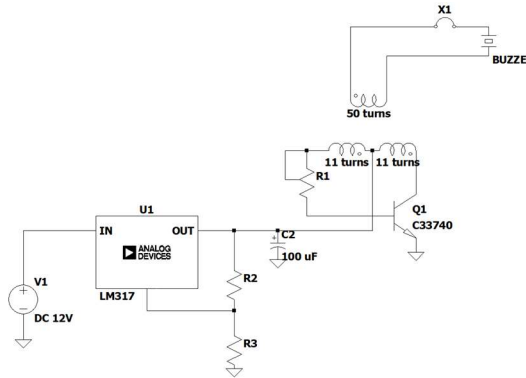 X1
BUZZE
50 turns
11 turns 11 turns
R1
Q1
C33740
U1
IN OUT
ANALOG
DEVICES
LM317
C2
100 uF
R2
V1
DC 12V
R3